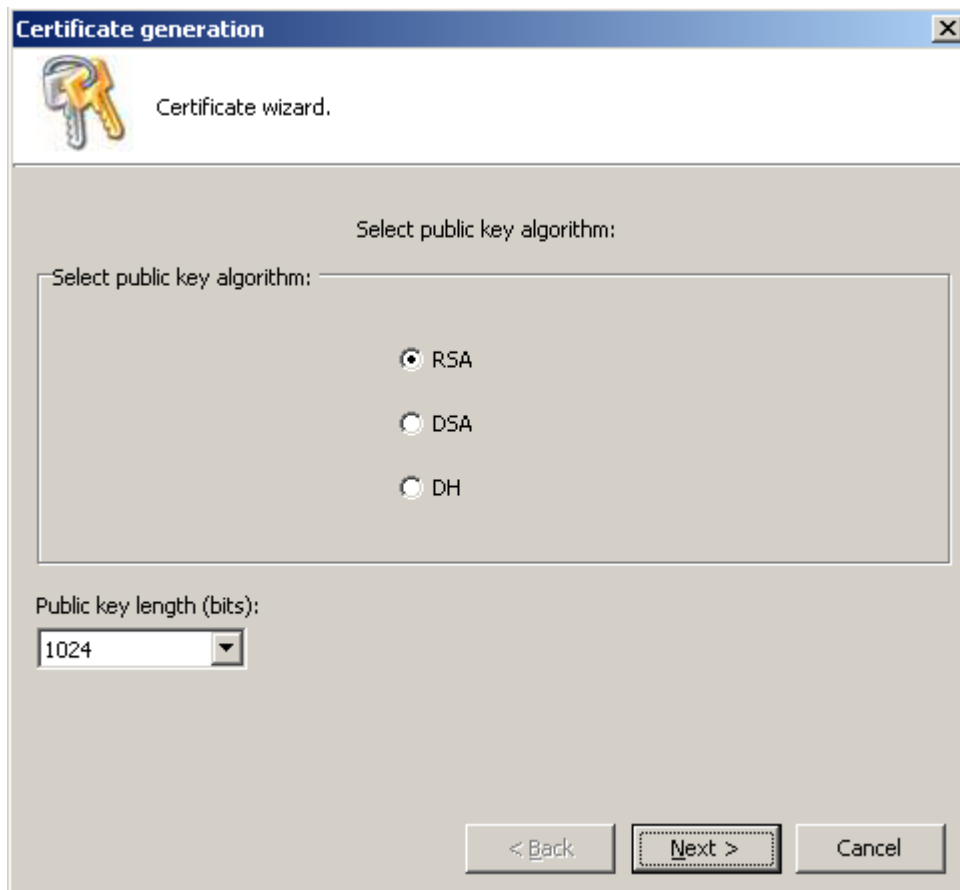 Certificate generation
Certificate wizard.
Select public key algorithm:
Select public key algorithm:
RSA
DSA
DH
Public key length (bits):
1024
< Back
Next >
Cancel